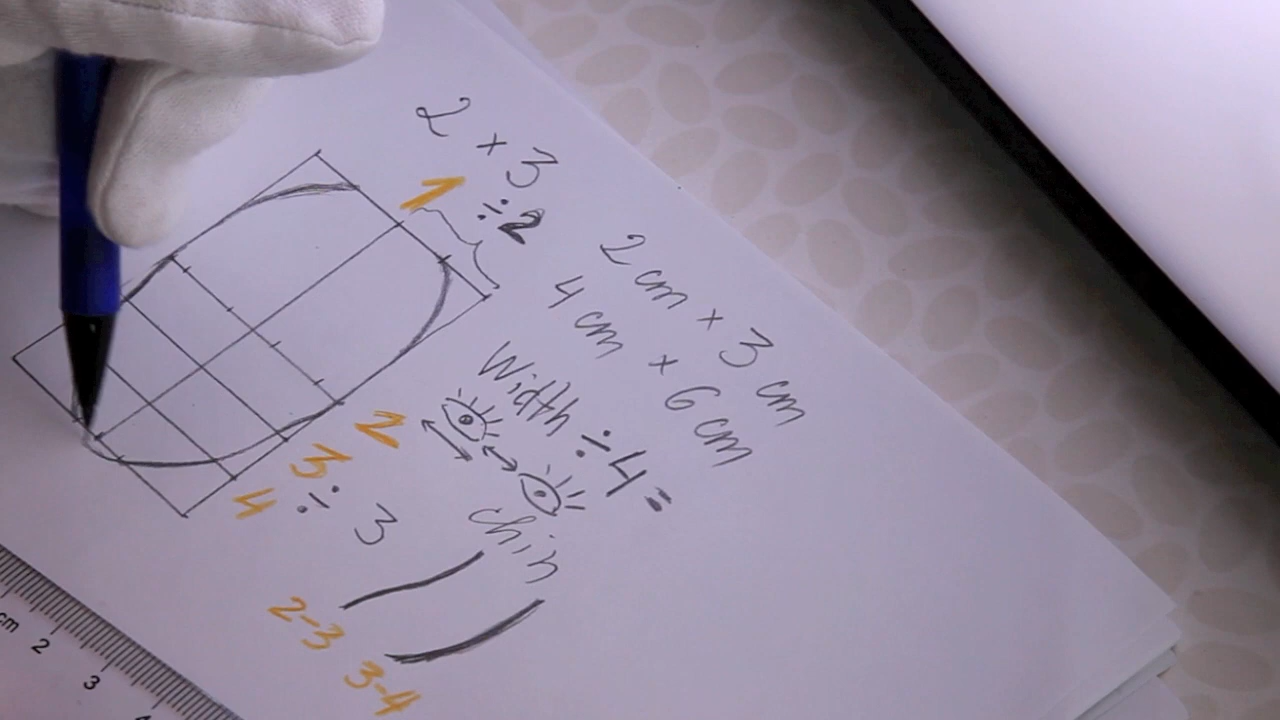 2 × 3
1
÷2
2 cm × 3 cm
4 cm × 6 cm
Width ÷ 4 =
2
3
4
÷ 3
chin
2-3
3-4
cm 2 3 4